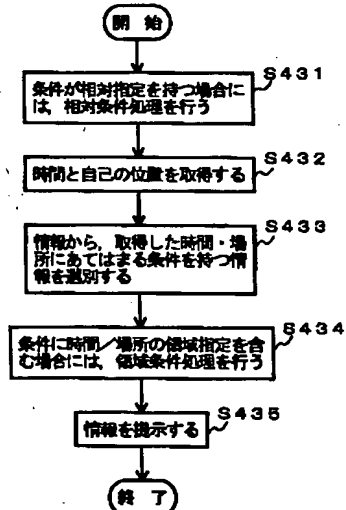 開 始
S431
条件が相対指定を持つ場合に
は，相対条件処理を行う
S432
時間と自己の位置を取得する
S433
情報から，取得した時間・場
所にあてはまる条件を持つ情
報を選別する
S434
条件に時間／場所の領域指定を含
む場合には，領域条件処理を行う
S435
情報を提示する
終 了